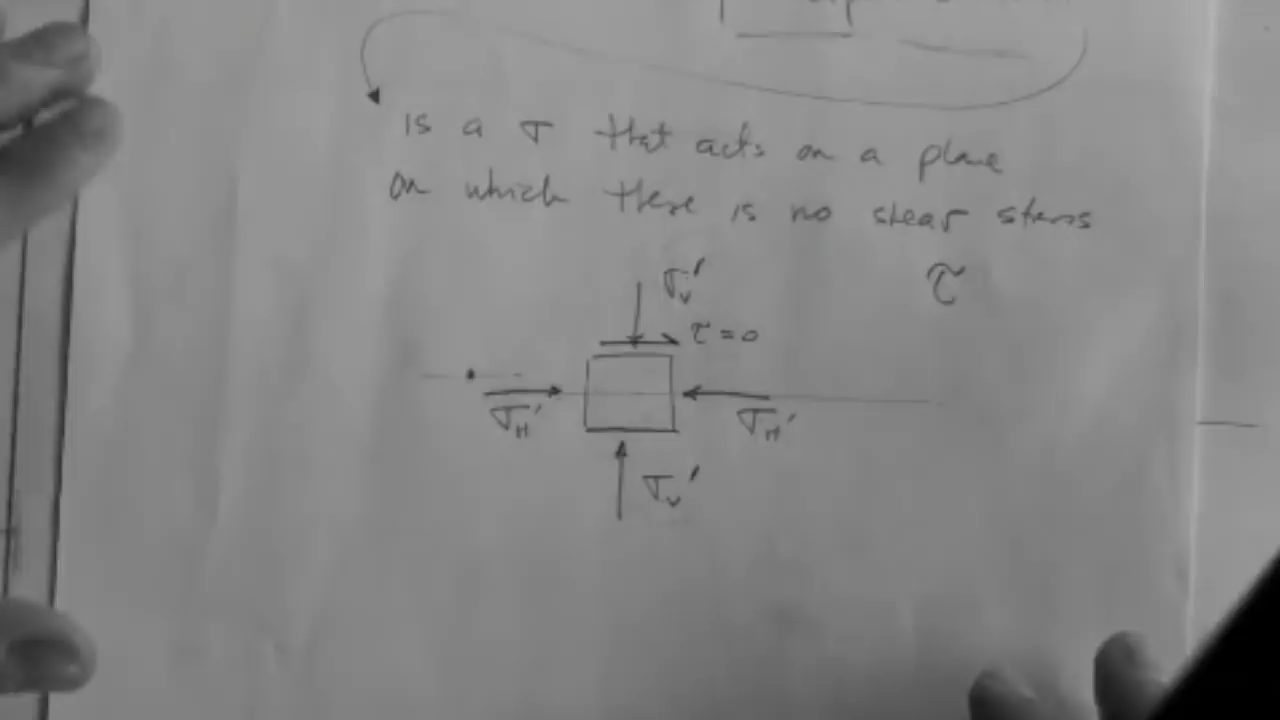 is a σ that acts on a plane
on which there is no shear stress
τ
σv'
τ = 0
σH'
σH'
σv'